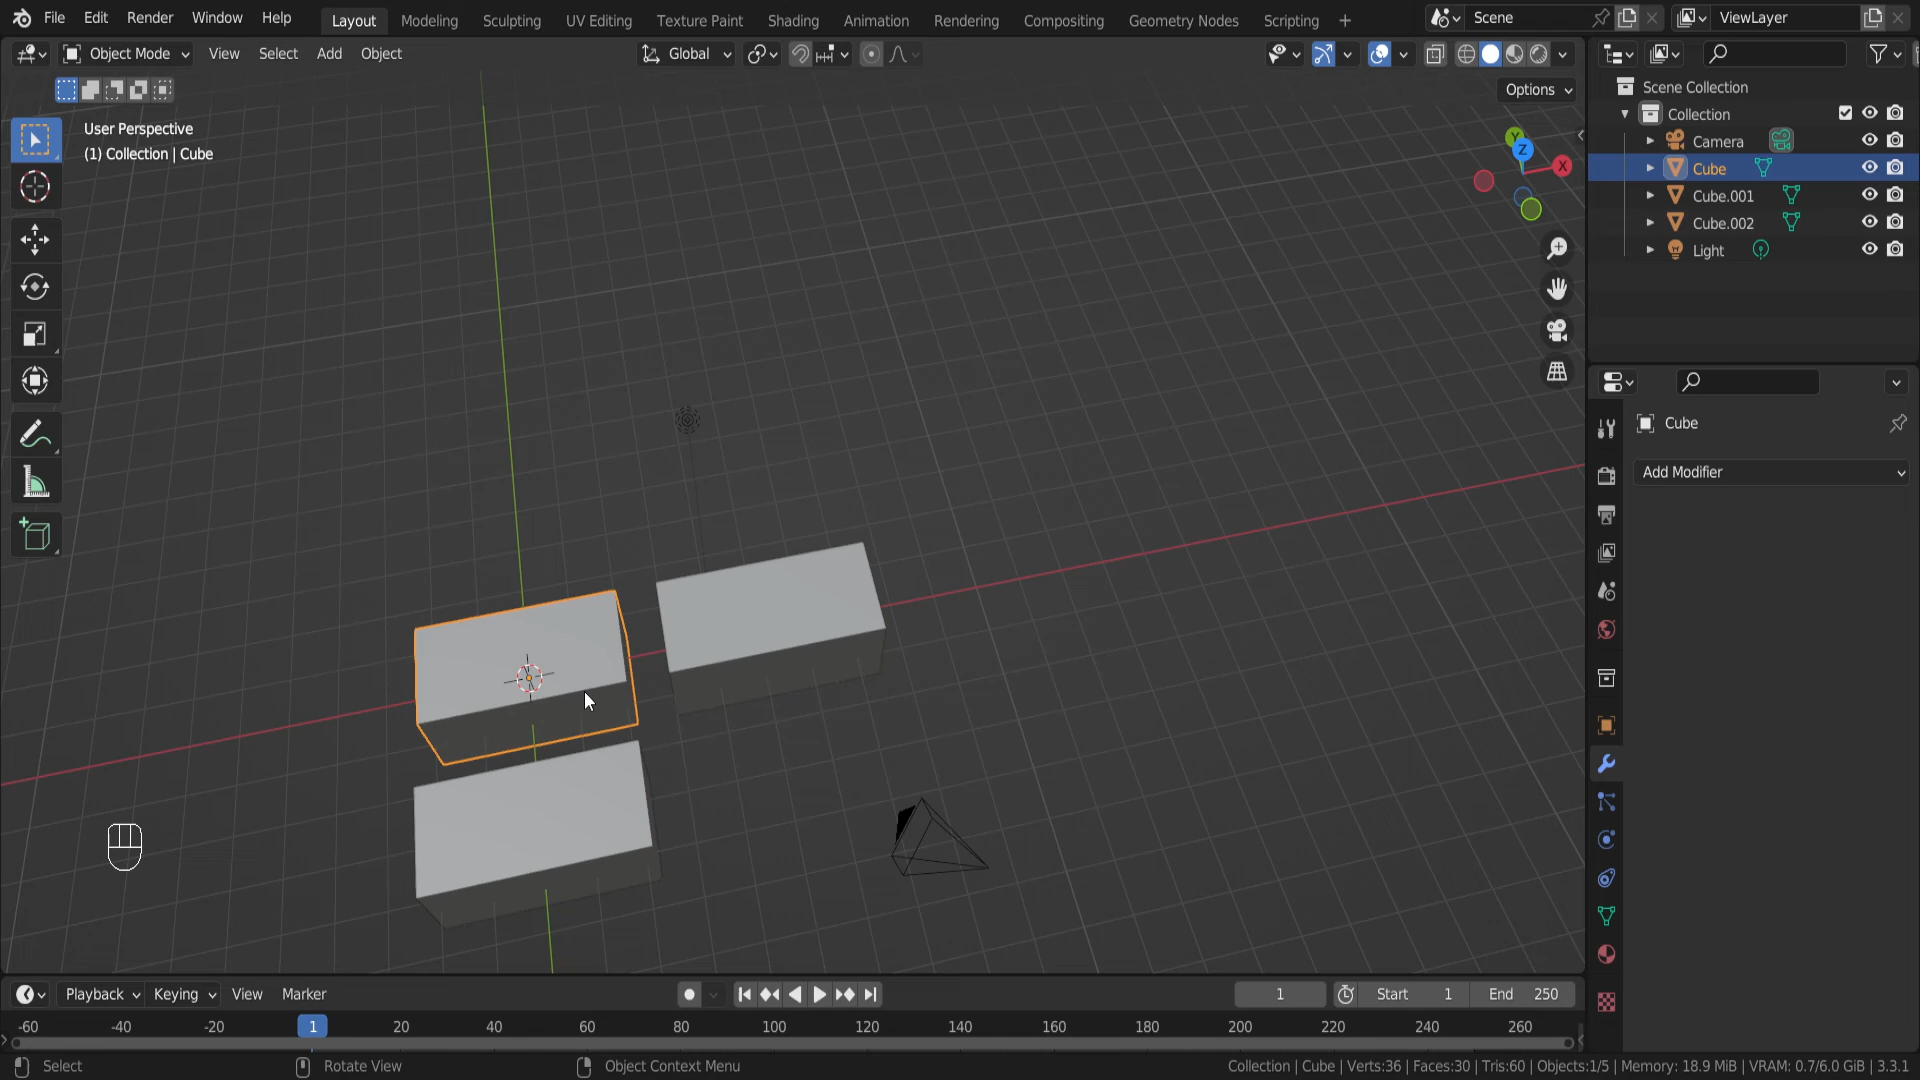 File Edit Render Window Help Layout Modeling Sculpting UV Editing Texture Paint Shading Animation Rendering Compositing Geometry Nodes Scripting + Scene ViewLayer
Object Mode View Select Add Object Global
Options
User Perspective
(1) Collection | Cube
Y
Z
X
Scene Collection
Collection
Camera
Cube
Cube.001
Cube.002
Light
Cube
Add Modifier
Playback Keying View Marker 1 Start 1 End 250
-60 -40 -20 1 20 40 60 80 100 120 140 160 180 200 220 240 260
Select Rotate View Object Context Menu Collection | Cube | Verts:36 | Faces:30 | Tris:60 | Objects:1/5 | Memory: 18.9 MiB | VRAM: 0.7/6.0 GiB | 3.3.1